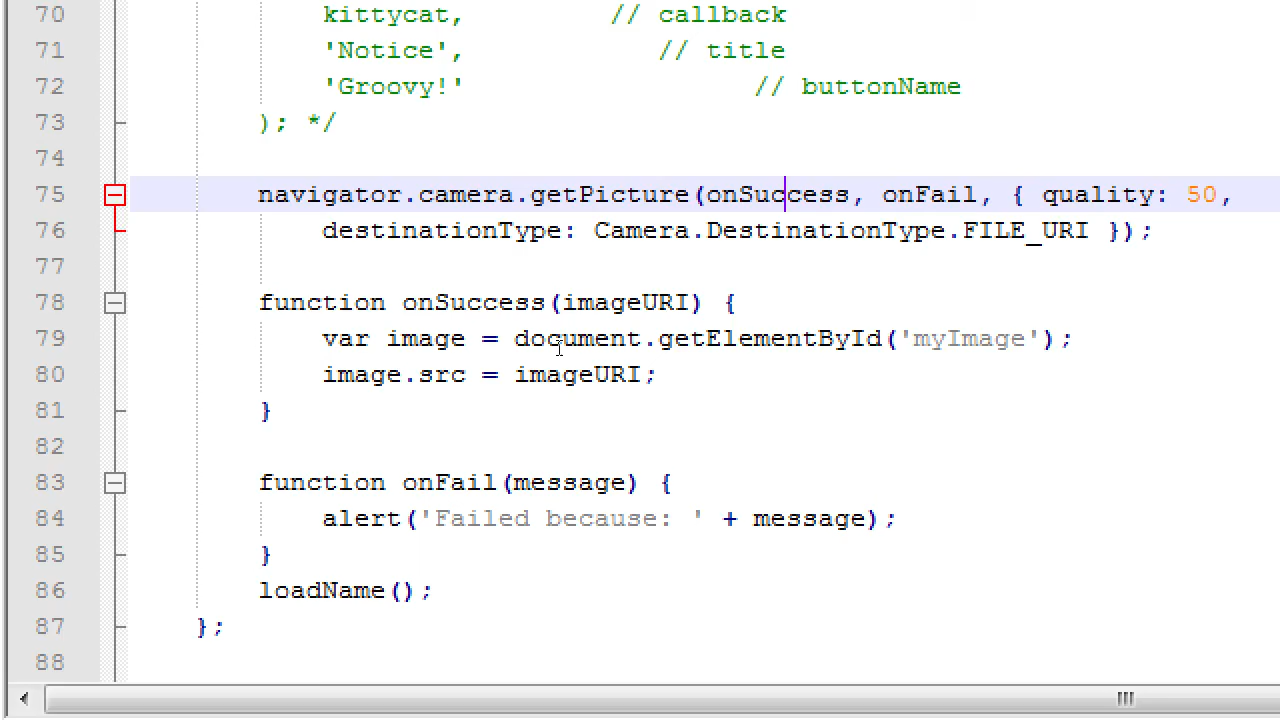 70 kittycat, // callback
71 'Notice', // title
72 'Groovy!' // buttonName
73 ); */
74
75 navigator.camera.getPicture(onSuccess, onFail, { quality: 50,
76 destinationType: Camera.DestinationType.FILE_URI });
77
78 function onSuccess(imageURI) {
79 var image = document.getElementById('myImage');
80 image.src = imageURI;
81 }
82
83 function onFail(message) {
84 alert('Failed because: ' + message);
85 }
86 loadName();
87 };
88